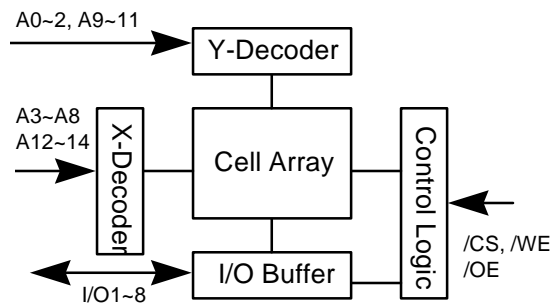 A0~2, A9~11
Y-Decoder
A3~A8
A12~14
X-Decoder
Cell Array
Control Logic
/CS, /WE
/OE
I/O Buffer
I/O1~8